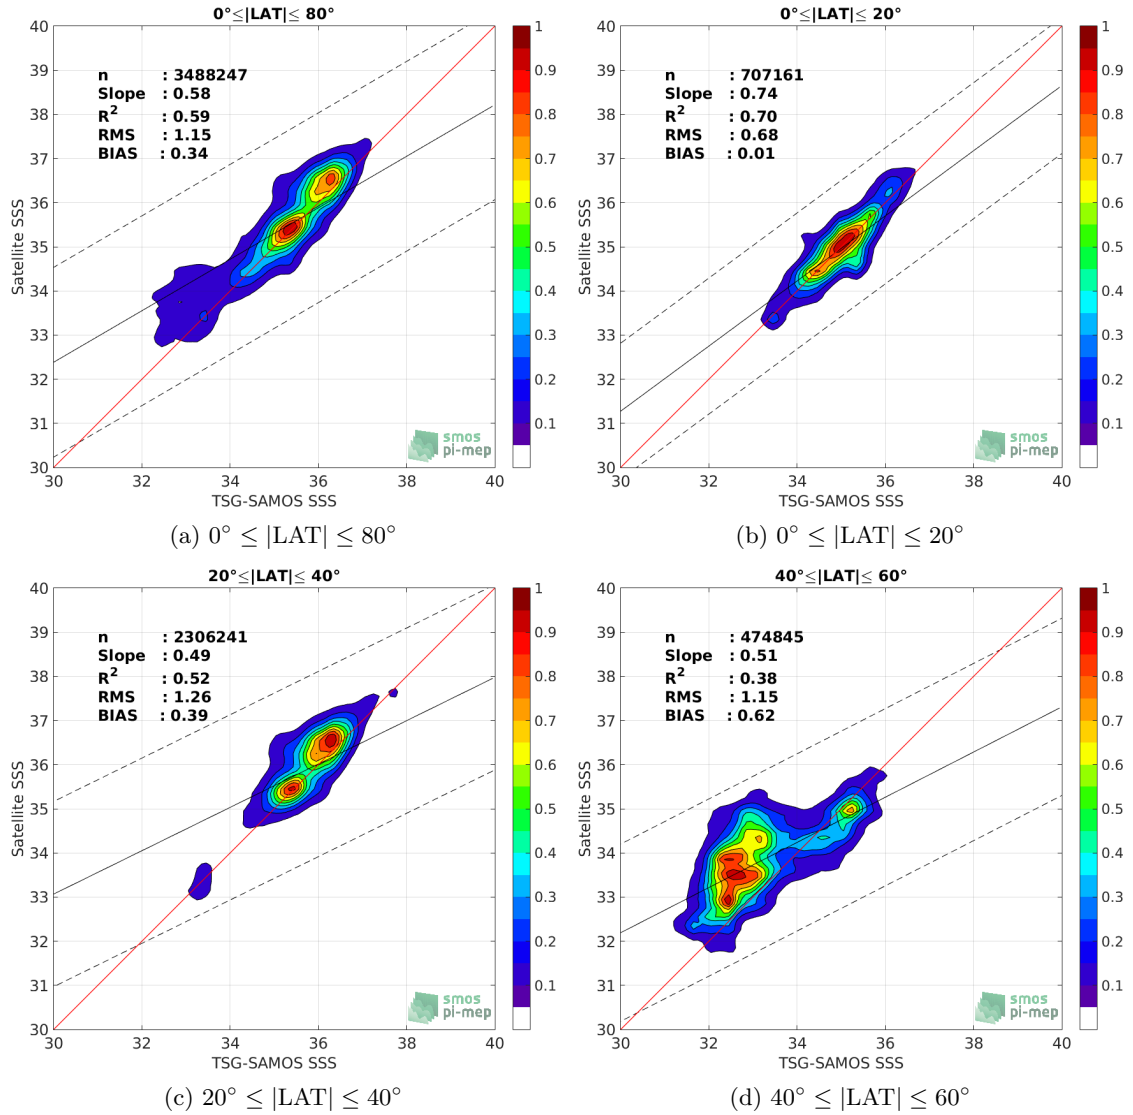 0°≤|LAT|≤ 80°
n : 3488247
Slope : 0.58
R² : 0.59
RMS : 1.15
BIAS : 0.34
Satellite SSS
40
39
38
37
36
35
34
33
32
31
30
30 32 34 36 38 40
TSG-SAMOS SSS
1
0.9
0.8
0.7
0.6
0.5
0.4
0.3
0.2
0.1
smos
pi-mep
(a) 0° ≤ |LAT| ≤ 80°
0°≤|LAT|≤ 20°
n : 707161
Slope : 0.74
R² : 0.70
RMS : 0.68
BIAS : 0.01
Satellite SSS
40
39
38
37
36
35
34
33
32
31
30
30 32 34 36 38 40
TSG-SAMOS SSS
1
0.9
0.8
0.7
0.6
0.5
0.4
0.3
0.2
0.1
smos
pi-mep
(b) 0° ≤ |LAT| ≤ 20°
20°≤|LAT|≤ 40°
n : 2306241
Slope : 0.49
R² : 0.52
RMS : 1.26
BIAS : 0.39
Satellite SSS
40
39
38
37
36
35
34
33
32
31
30
30 32 34 36 38 40
TSG-SAMOS SSS
1
0.9
0.8
0.7
0.6
0.5
0.4
0.3
0.2
0.1
smos
pi-mep
(c) 20° ≤ |LAT| ≤ 40°
40°≤|LAT|≤ 60°
n : 474845
Slope : 0.51
R² : 0.38
RMS : 1.15
BIAS : 0.62
Satellite SSS
40
39
38
37
36
35
34
33
32
31
30
30 32 34 36 38 40
TSG-SAMOS SSS
1
0.9
0.8
0.7
0.6
0.5
0.4
0.3
0.2
0.1
smos
pi-mep
(d) 40° ≤ |LAT| ≤ 60°